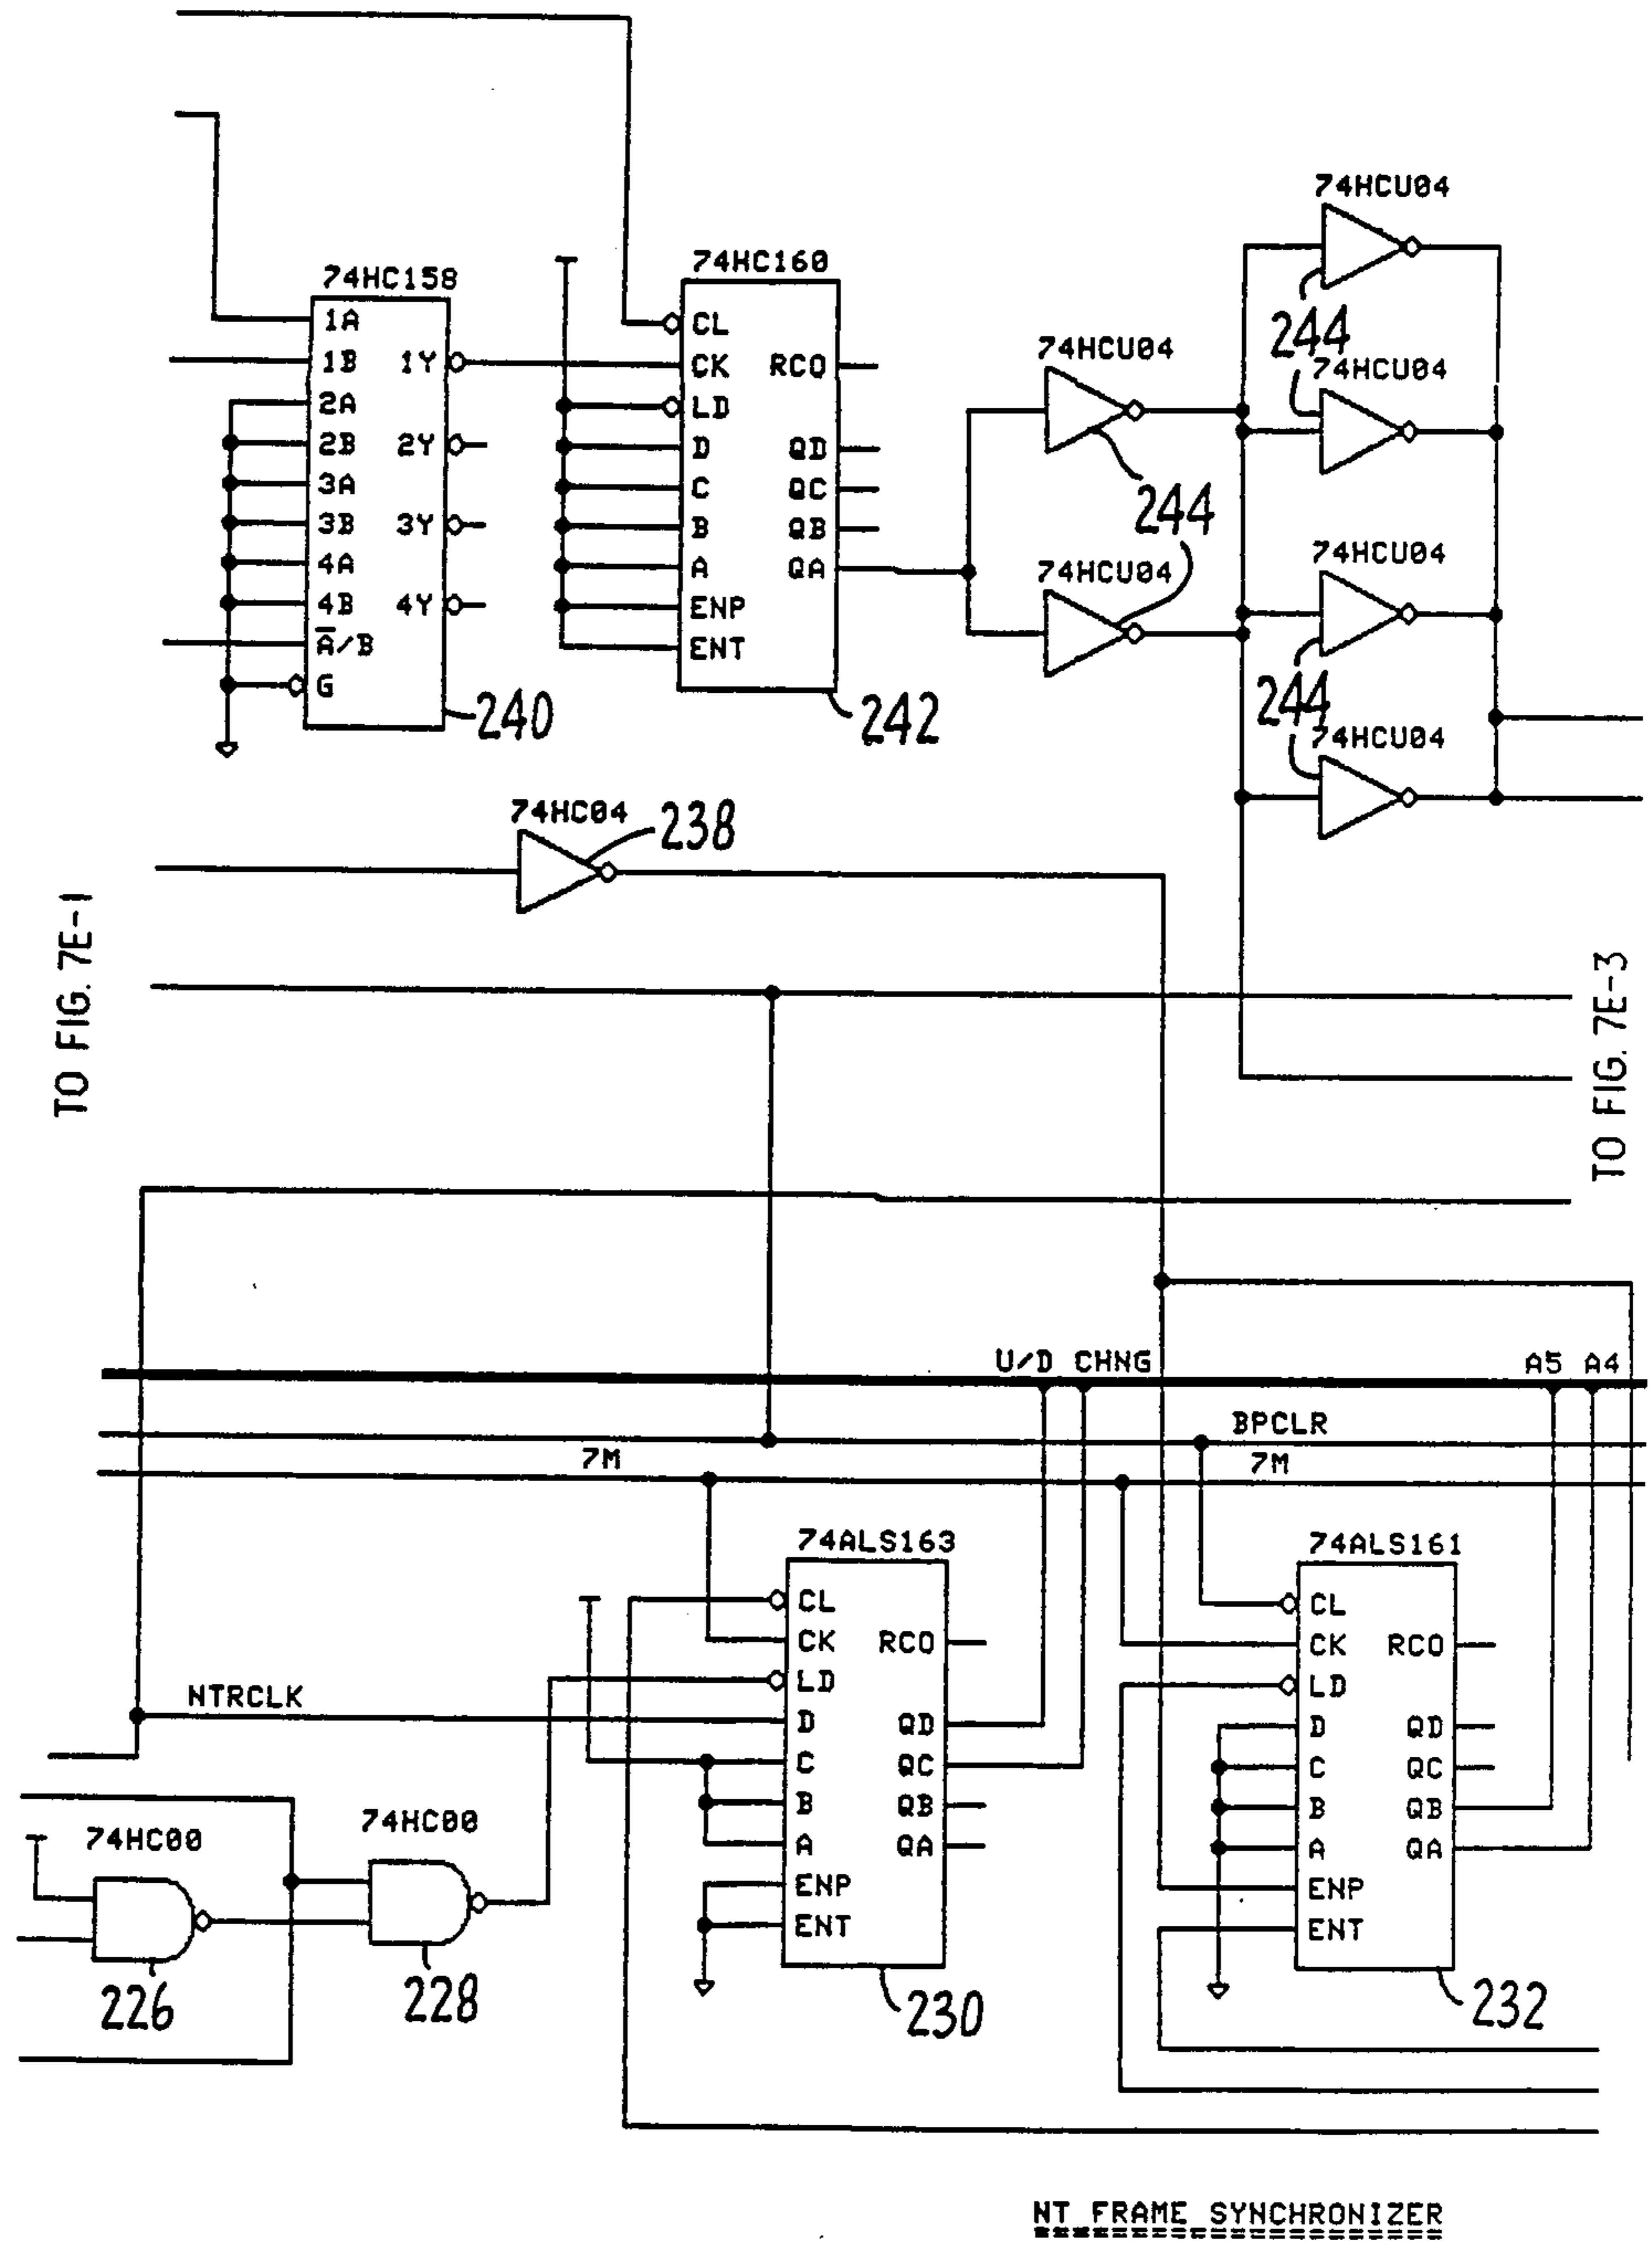 74HCU04
244
74HC158
1A
1B 1Y
2A
2B 2Y
3A
3B 3Y
4A
4B 4Y
A̅/B
G
240
74HC160
CL
CK RCO
LD
D QD
C QC
B QB
A QA
ENP
ENT
242
74HCU04
244
74HCU04
74HCU04
74HCU04
244
74HCU04
74HC04
238
TO FIG. 7E-1
TO FIG. 7E-3
U/D CHNG A5 A4
BPCLR
7M 7M
74ALS163
CL
CK RCO
LD
NTRCLK
D QD
C QC
B QB
A QA
ENP
ENT
230
74ALS161
CL
CK RCO
LD
D QD
C QC
B QB
A QA
ENP
ENT
232
74HC00
226
74HC00
228
NT FRAME SYNCHRONIZER